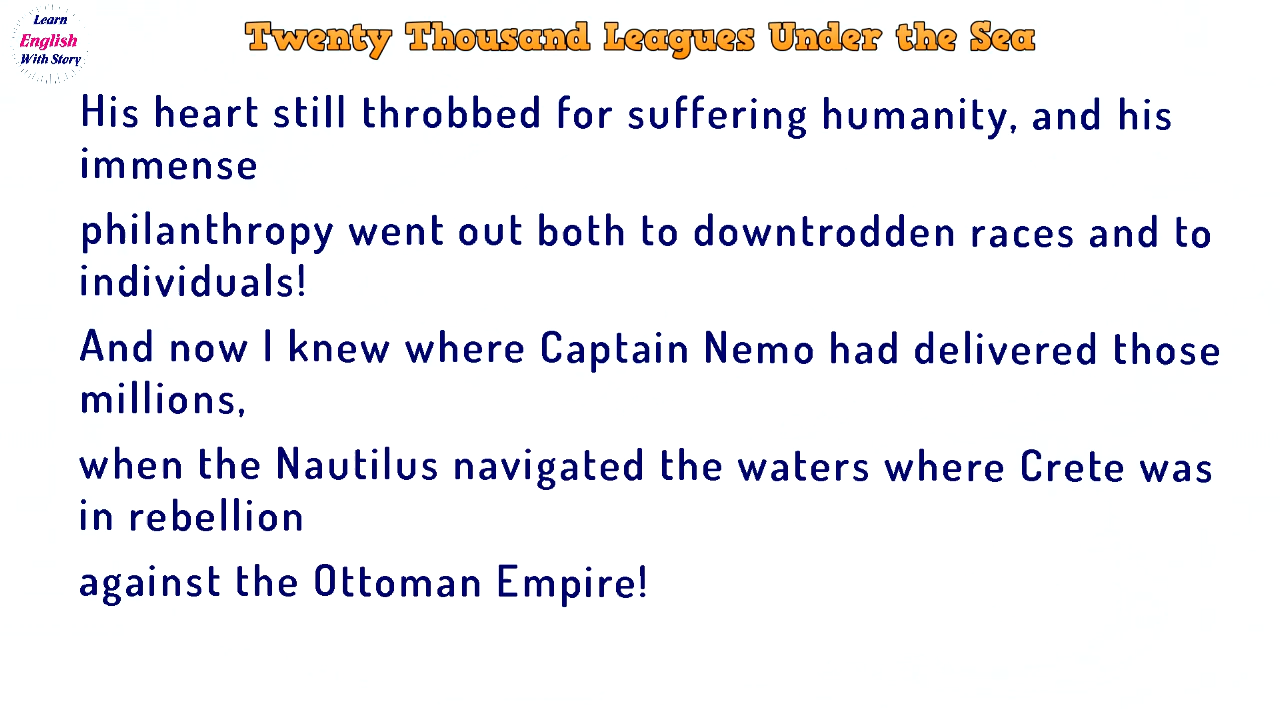 Learn
English
With Story
Twenty Thousand Leagues Under the Sea
His heart still throbbed for suffering humanity, and his
immense
philanthropy went out both to downtrodden races and to
individuals!
And now I knew where Captain Nemo had delivered those
millions,
when the Nautilus navigated the waters where Crete was
in rebellion
against the Ottoman Empire!